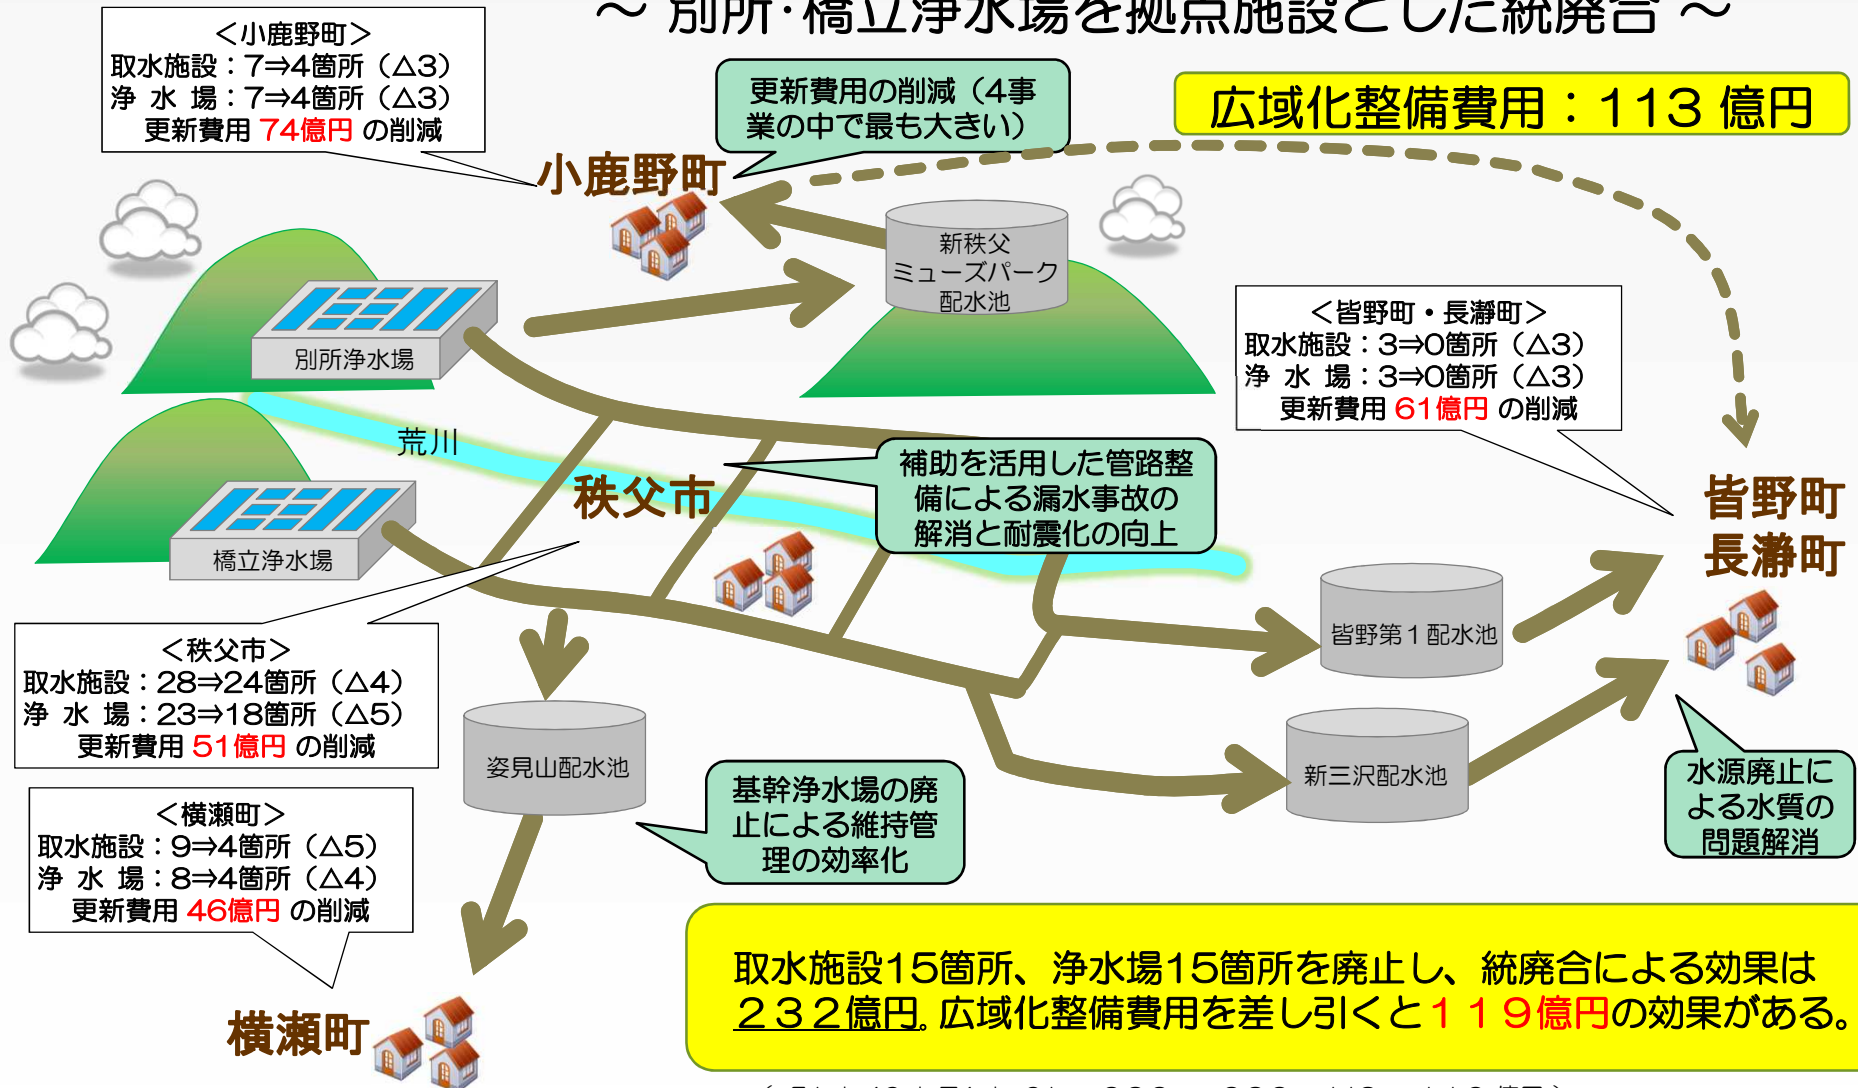 ～ 別所・橋立浄水場を拠点施設とした統廃合 ～
＜小鹿野町＞
取水施設：7⇒4箇所（△3）
浄 水 場：7⇒4箇所（△3）
更新費用 74億円 の削減
更新費用の削減（4事
業の中で最も大きい）
広域化整備費用：113 億円
小鹿野町
新秩父
ミューズパーク
配水池
別所浄水場
＜皆野町・長瀞町＞
取水施設：3⇒0箇所（△3）
浄 水 場：3⇒0箇所（△3）
更新費用 61億円 の削減
荒川
補助を活用した管路整
備による漏水事故の
解消と耐震化の向上
秩父市
皆野町
長瀞町
橋立浄水場
皆野第１配水池
＜秩父市＞
取水施設：28⇒24箇所（△4）
浄 水 場：23⇒18箇所（△5）
更新費用 51億円 の削減
姿見山配水池
新三沢配水池
基幹浄水場の廃
止による維持管
理の効率化
水源廃止に
よる水質の
問題解消
＜横瀬町＞
取水施設：9⇒4箇所（△5）
浄 水 場：8⇒4箇所（△4）
更新費用 46億円 の削減
取水施設15箇所、浄水場15箇所を廃止し、統廃合による効果は
２３２億円。広域化整備費用を差し引くと１１９億円の効果がある。
横瀬町